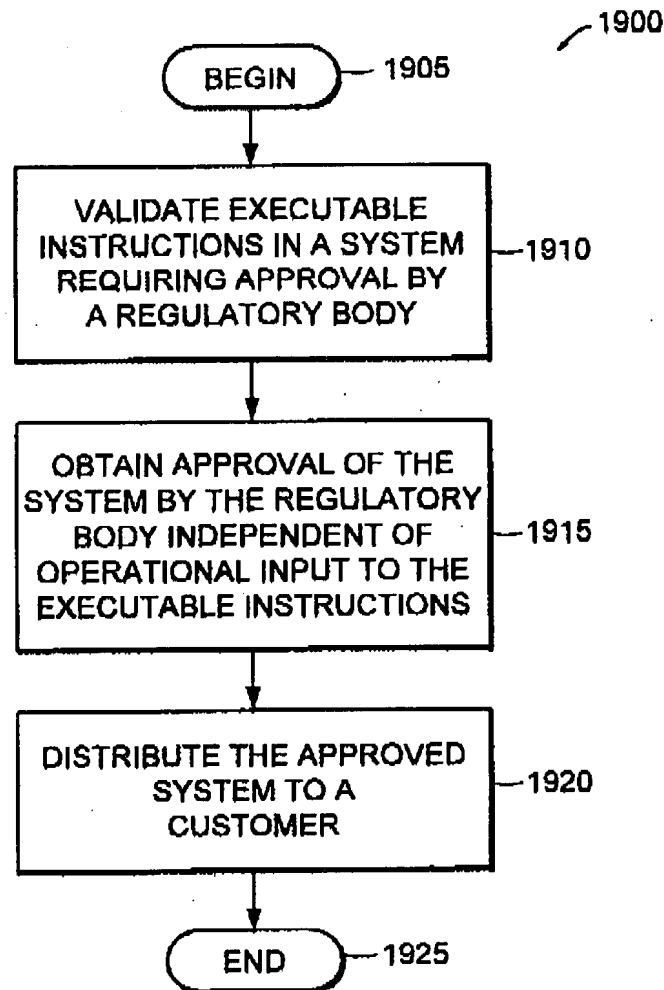 1900
BEGIN
1905
VALIDATE EXECUTABLE
INSTRUCTIONS IN A SYSTEM
REQUIRING APPROVAL BY
A REGULATORY BODY
1910
OBTAIN APPROVAL OF THE
SYSTEM BY THE REGULATORY
BODY INDEPENDENT OF
OPERATIONAL INPUT TO THE
EXECUTABLE INSTRUCTIONS
1915
DISTRIBUTE THE APPROVED
SYSTEM TO A
CUSTOMER
1920
END
1925